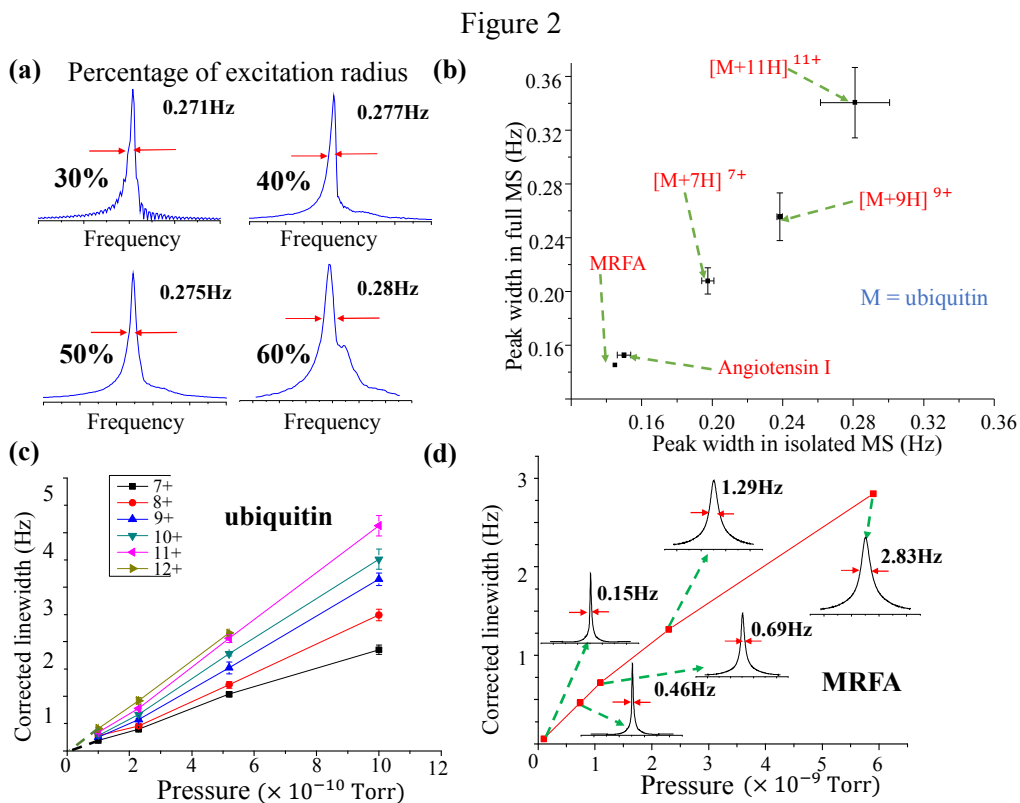 Figure 2
(a)
Percentage of excitation radius
0.271Hz
30%
Frequency
0.277Hz
40%
Frequency
0.275Hz
50%
Frequency
0.28Hz
60%
Frequency
(b)
Peak width in full MS (Hz)
0.36
0.32
0.28
0.24
0.20
0.16
[M+11H] 11+
[M+7H] 7+
[M+9H] 9+
MRFA
M = ubiquitin
Angiotensin I
0.16 0.20 0.24 0.28 0.32 0.36
Peak width in isolated MS (Hz)
(c)
Corrected linewidth (Hz)
5
4
3
2
1
0
7+
8+
9+
10+
11+
12+
ubiquitin
0 2 4 6 8 10 12
Pressure (× 10−10 Torr)
(d)
Corrected linewidth (Hz)
3
2
1
0
1.29Hz
2.83Hz
0.15Hz
0.69Hz
0.46Hz
MRFA
0 1 2 3 4 5 6
Pressure (× 10−9 Torr)